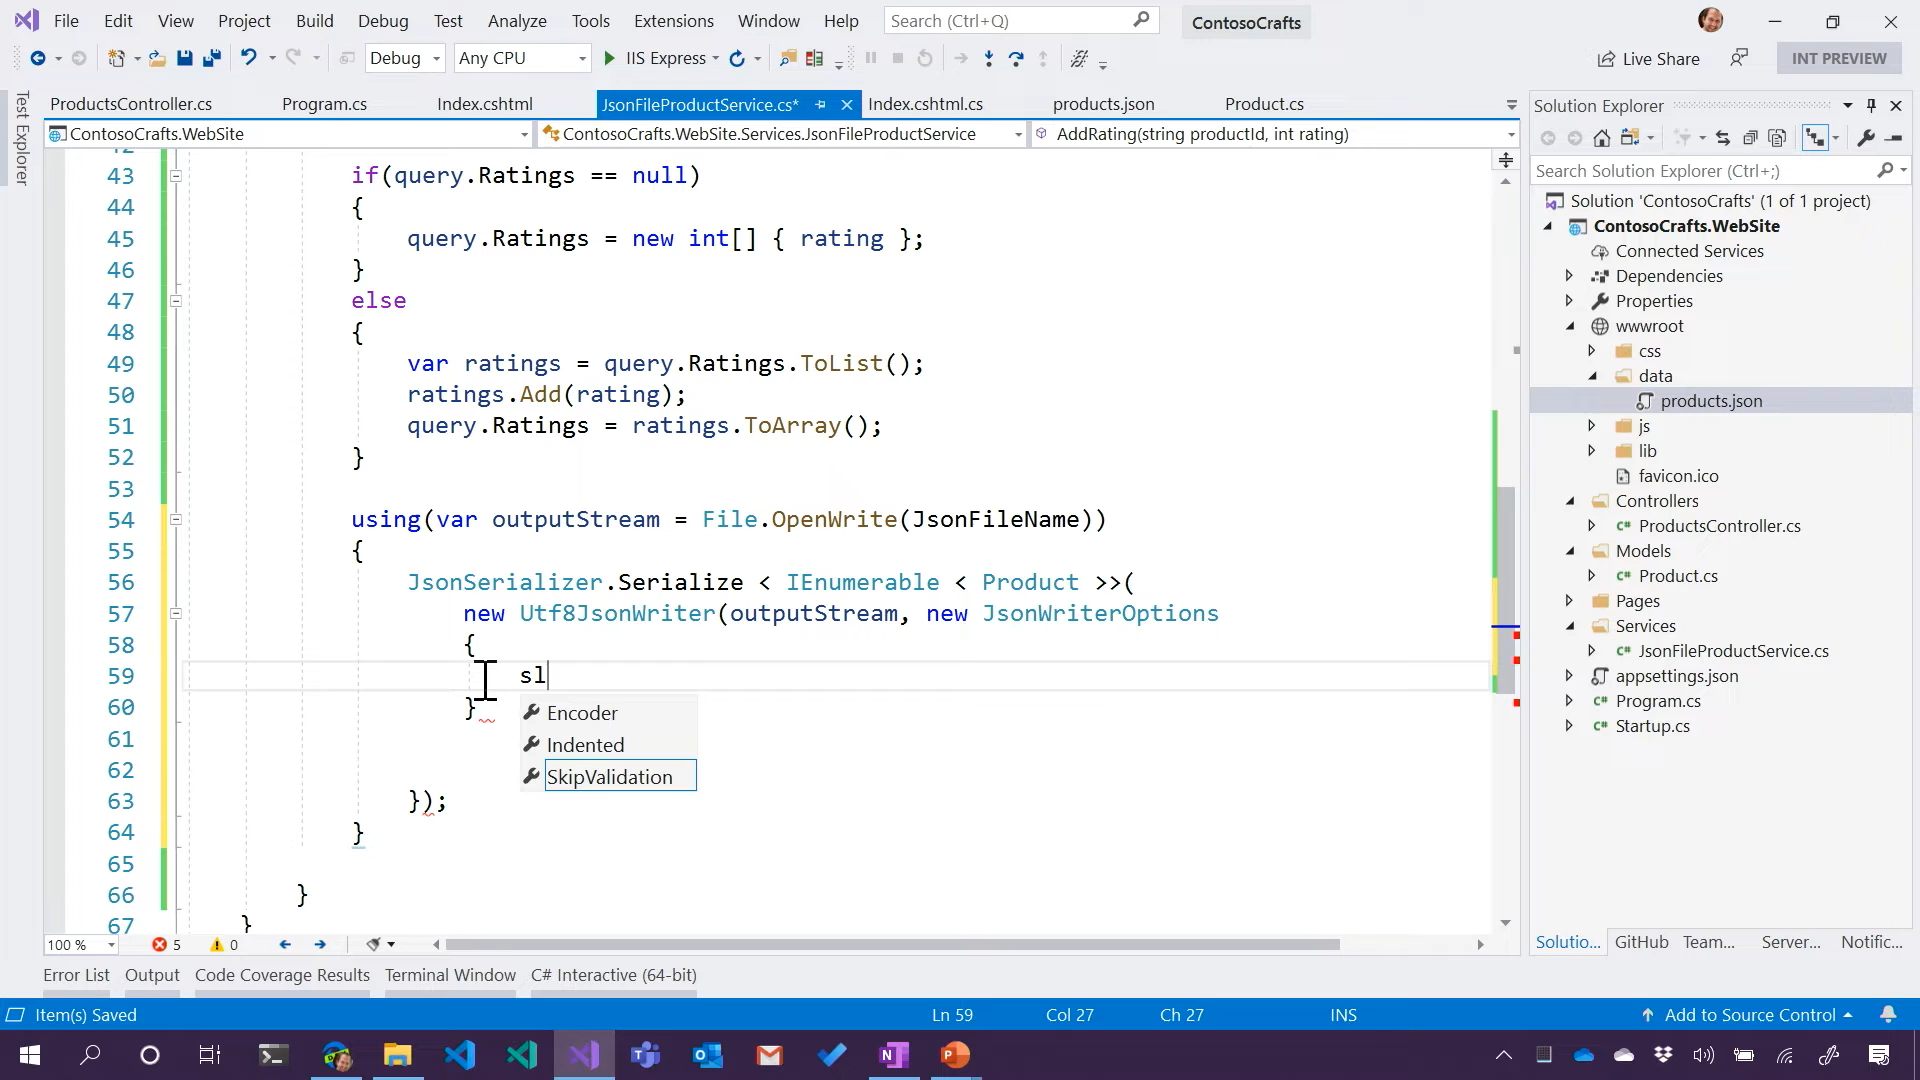 File Edit View Project Build Debug Test Analyze Tools Extensions Window Help Search (Ctrl+Q) ContosoCrafts
Debug Any CPU IIS Express Live Share INT PREVIEW
Test Explorer
ProductsController.cs Program.cs Index.cshtml JsonFileProductService.cs* Index.cshtml.cs products.json Product.cs
ContosoCrafts.WebSite ContosoCrafts.WebSite.Services.JsonFileProductService AddRating(string productId, int rating)
43 if(query.Ratings == null)
44 {
45 query.Ratings = new int[] { rating };
46 }
47 else
48 {
49 var ratings = query.Ratings.ToList();
50 ratings.Add(rating);
51 query.Ratings = ratings.ToArray();
52 }
53
54 using(var outputStream = File.OpenWrite(JsonFileName))
55 {
56 JsonSerializer.Serialize < IEnumerable < Product >>(
57 new Utf8JsonWriter(outputStream, new JsonWriterOptions
58 {
59 sl
60 }
Encoder
Indented
SkipValidation
61
62
63 });
64 }
65
66 }
67 }
100 % 5 0
Error List Output Code Coverage Results Terminal Window C# Interactive (64-bit)
Solution Explorer
Search Solution Explorer (Ctrl+;)
Solution 'ContosoCrafts' (1 of 1 project)
ContosoCrafts.WebSite
Connected Services
Dependencies
Properties
wwwroot
css
data
products.json
js
lib
favicon.ico
Controllers
C# ProductsController.cs
Models
C# Product.cs
Pages
Services
C# JsonFileProductService.cs
appsettings.json
C# Program.cs
C# Startup.cs
Solutio... GitHub Team... Server... Notific...
Item(s) Saved Ln 59 Col 27 Ch 27 INS Add to Source Control